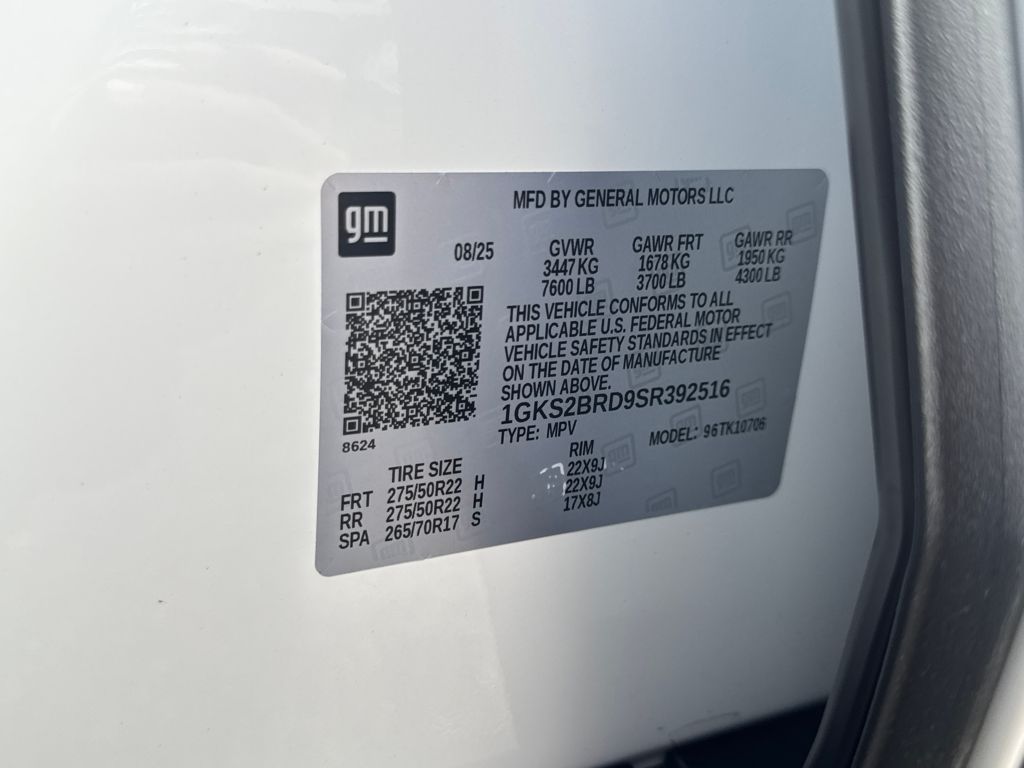 gm
MFD BY GENERAL MOTORS LLC
08/25
GVWR GAWR FRT GAWR RR
3447 KG 1678 KG 1950 KG
7600 LB 3700 LB 4300 LB
THIS VEHICLE CONFORMS TO ALL
APPLICABLE U.S. FEDERAL MOTOR
VEHICLE SAFETY STANDARDS IN EFFECT
ON THE DATE OF MANUFACTURE
SHOWN ABOVE.
1GKS2BRD9SR392516
TYPE: MPV MODEL: 96TK10706
8624
TIRE SIZE RIM
FRT 275/50R22 H 22X9J
RR 275/50R22 H 22X9J
SPA 265/70R17 S 17X8J